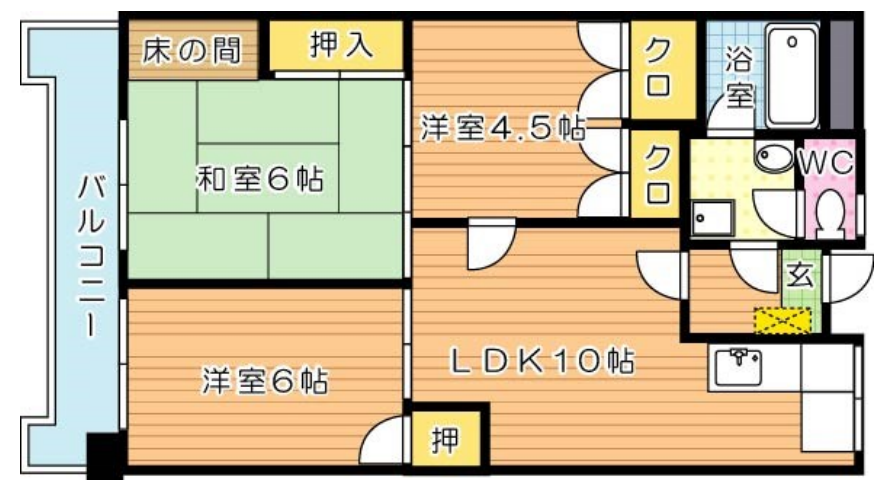 床の間
押入
クロ
浴室
洋室4.5帖
クロ
WC
和室6帖
バルコニー
玄
LDK10帖
洋室6帖
押